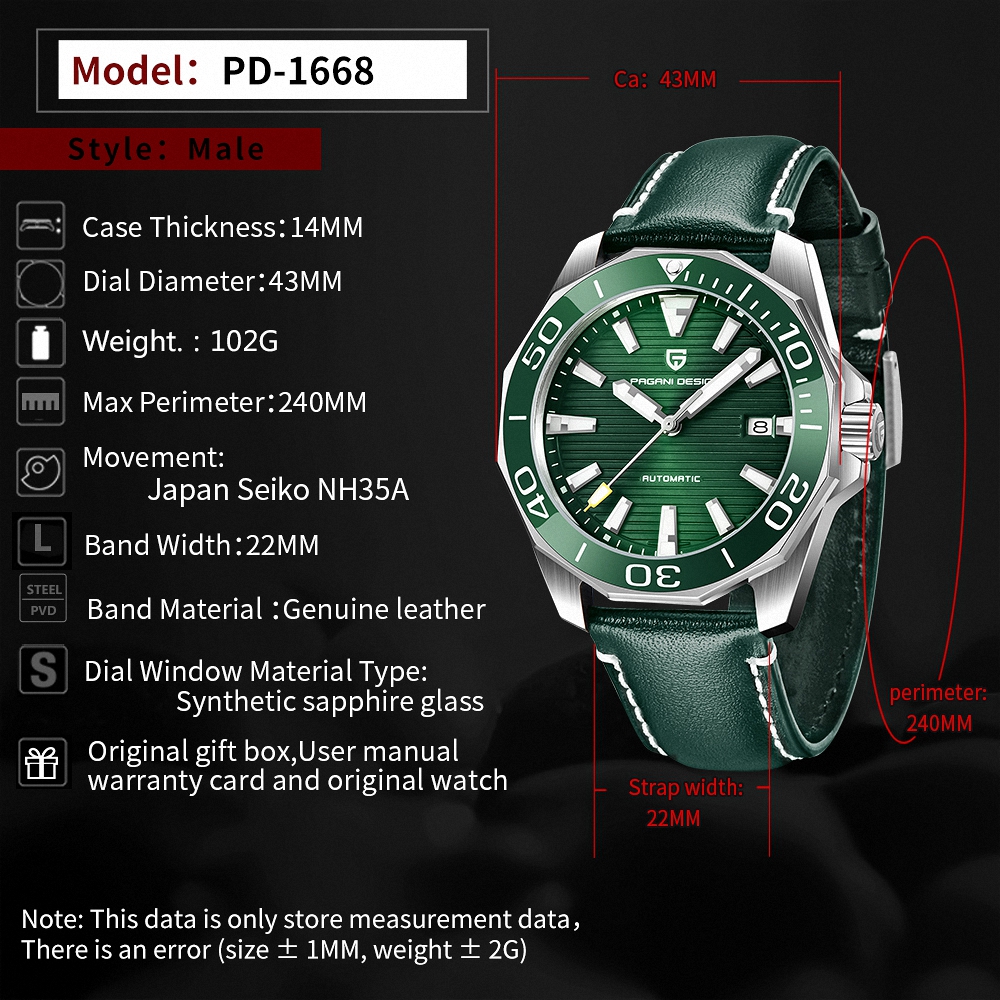 Model: PD-1668
Ca: 43MM
Style: Male
Case Thickness:14MM
Dial Diameter:43MM
Weight. : 102G
Max Perimeter:240MM
Movement:
Japan Seiko NH35A
L
Band Width:22MM
STEEL
PVD
Band Material :Genuine leather
S
Dial Window Material Type:
Synthetic sapphire glass
Original gift box,User manual
warranty card and original watch
50
10
PAGANI DESIG
8
AUTOMATIC
40
20
30
perimeter:
240MM
Strap width:
22MM
Note: This data is only store measurement data,
There is an error (size ± 1MM, weight ± 2G)